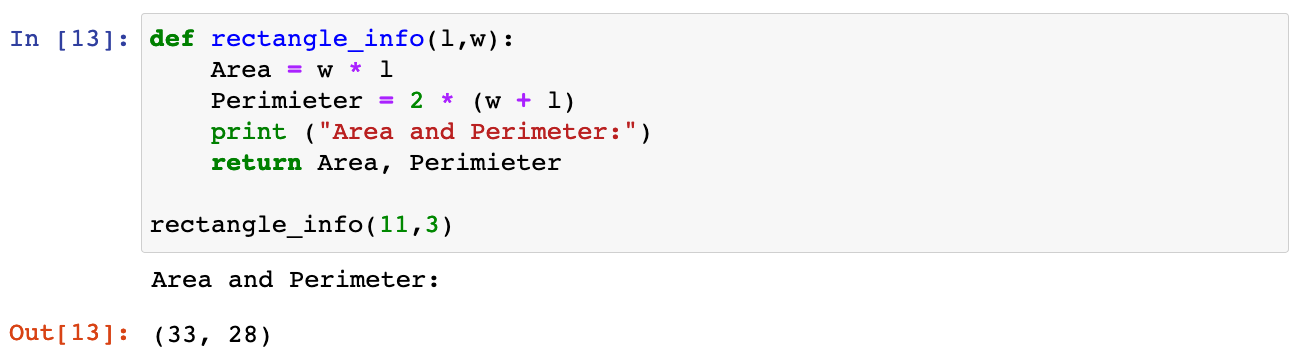 In [13]: def rectangle_info(l,w):
    Area = w * l
    Perimieter = 2 * (w + l)
    print ("Area and Perimeter:")
    return Area, Perimieter

rectangle_info(11,3)
Area and Perimeter:
Out[13]: (33, 28)